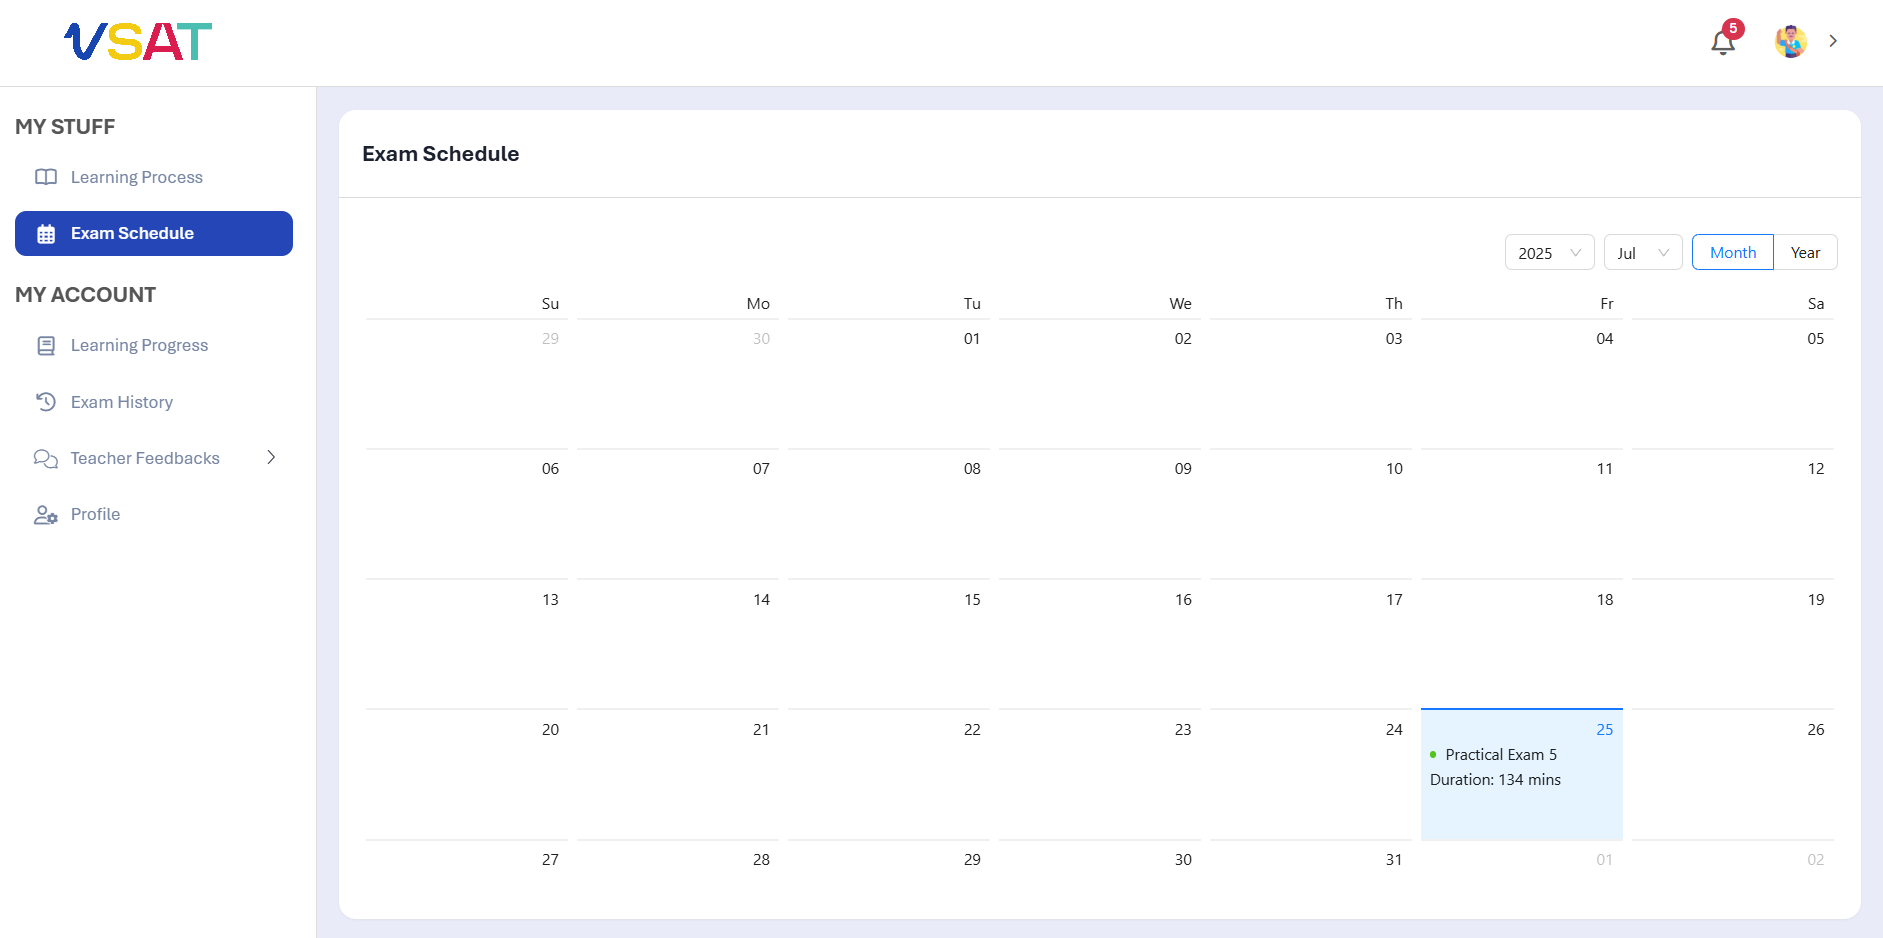 VSAT
5
MY STUFF
Learning Process
Exam Schedule
MY ACCOUNT
Learning Progress
Exam History
Teacher Feedbacks
Profile
Exam Schedule
2025 Jul Month Year
Su Mo Tu We Th Fr Sa
29 30 01 02 03 04 05
06 07 08 09 10 11 12
13 14 15 16 17 18 19
20 21 22 23 24 25 26
Practical Exam 5
Duration: 134 mins
27 28 29 30 31 01 02